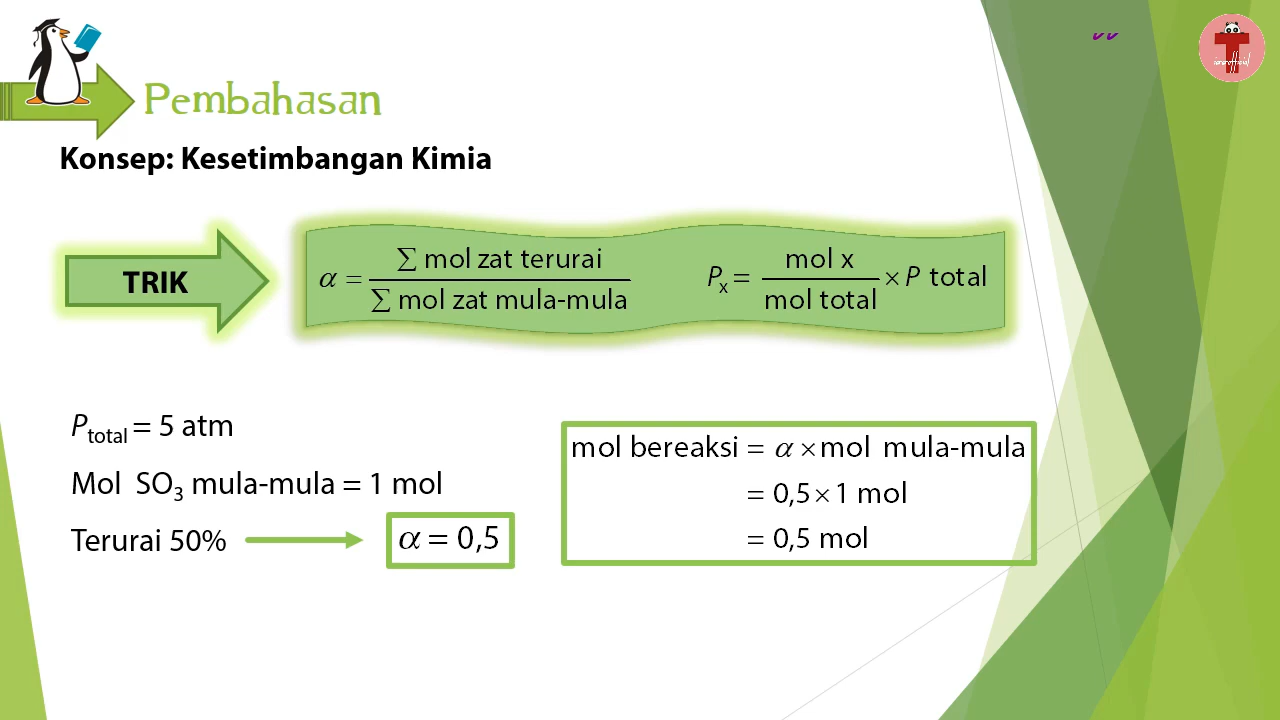 Pembahasan
Konsep: Kesetimbangan Kimia
TRIK
α = ∑ mol zat terurai / ∑ mol zat mula-mula
Pₓ = mol x / mol total × P total
P total = 5 atm
Mol SO₃ mula-mula = 1 mol
Terurai 50%
α = 0,5
mol bereaksi = α × mol mula-mula
= 0,5 × 1 mol
= 0,5 mol
T